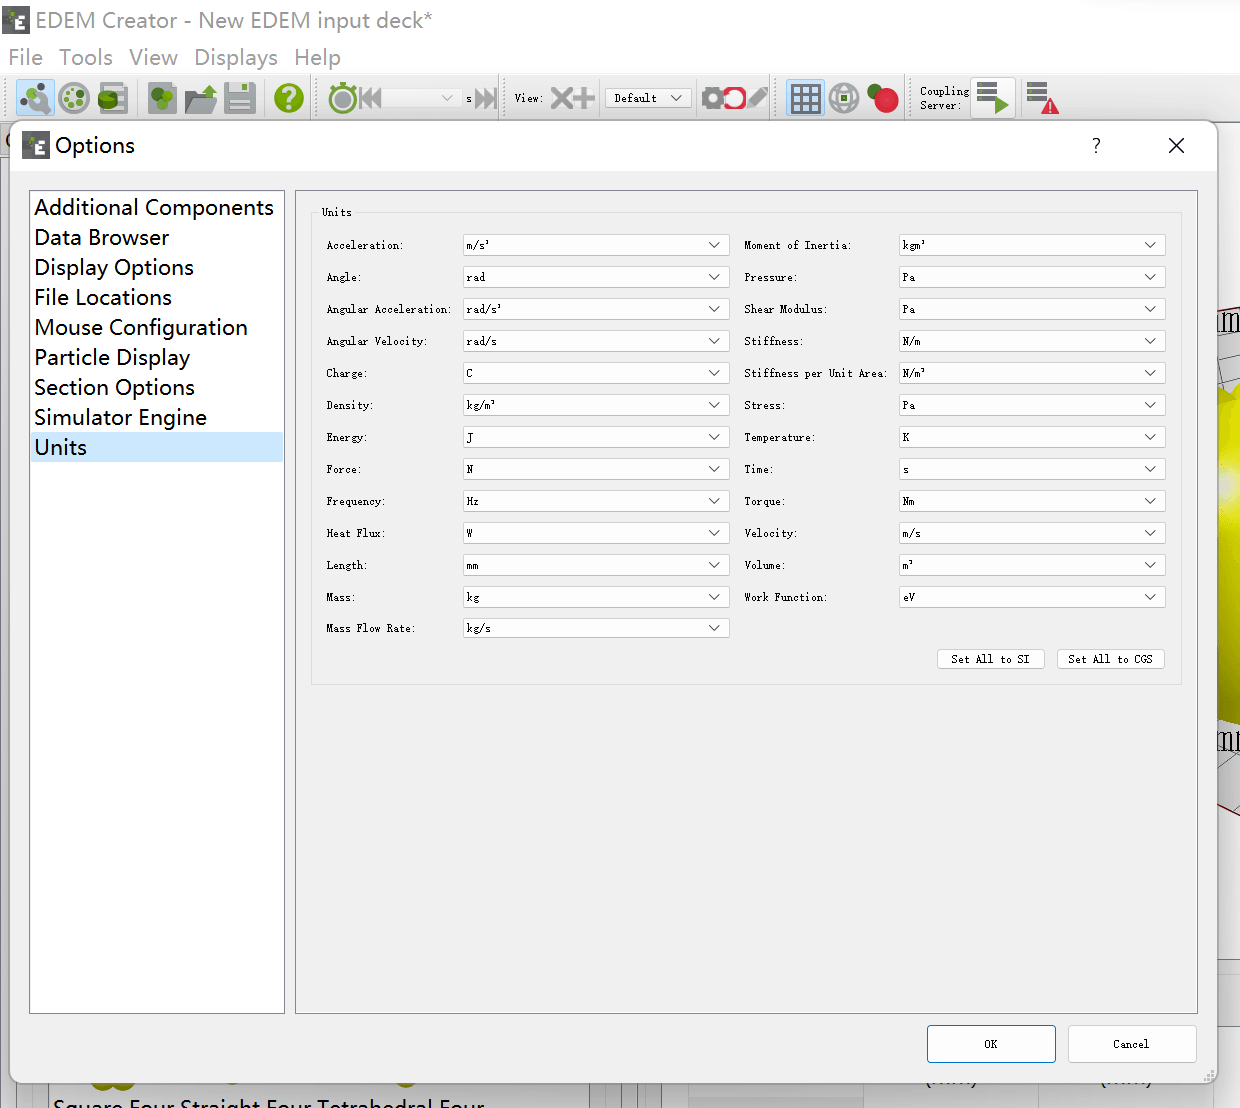 EDEM Creator - New EDEM input deck*
File Tools View Displays Help
s View: Default Coupling Server:
Options ?
Additional Components
Data Browser
Display Options
File Locations
Mouse Configuration
Particle Display
Section Options
Simulator Engine
Units
Units
Acceleration: m/s² Moment of Inertia: kgm²
Angle: rad Pressure: Pa
Angular Acceleration: rad/s² Shear Modulus: Pa
Angular Velocity: rad/s Stiffness: N/m
Charge: C Stiffness per Unit Area: N/m³
Density: kg/m³ Stress: Pa
Energy: J Temperature: K
Force: N Time: s
Frequency: Hz Torque: Nm
Heat Flux: W Velocity: m/s
Length: mm Volume: m³
Mass: kg Work Function: eV
Mass Flow Rate: kg/s
Set All to SI Set All to CGS
OK Cancel
Square Four Straight Four Tetrahedral Four